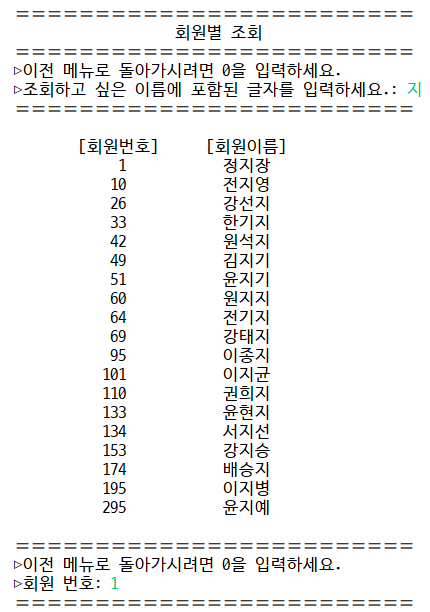 ==========================
회원별 조회
==========================
▷이전 메뉴로 돌아가시려면 0을 입력하세요.
▷조회하고 싶은 이름에 포함된 글자를 입력하세요.: 지
==========================
[회원번호] [회원이름]
1 정지장
10 전지영
26 강선지
33 한기지
42 원석지
49 김지기
51 윤지기
60 원지지
64 전기지
69 강태지
95 이종지
101 이지균
110 권희지
133 윤현지
134 서지선
153 강지승
174 배승지
195 이지병
295 윤지예
==========================
▷이전 메뉴로 돌아가시려면 0을 입력하세요.
▷회원 번호: 1
==========================